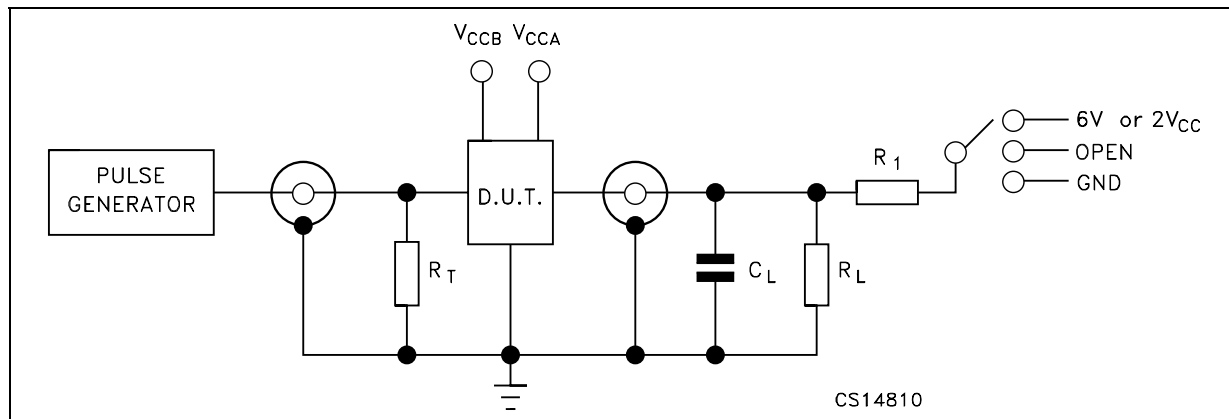 VCCB VCCA
6V or 2VCC
OPEN
GND
R1
PULSE
GENERATOR
D.U.T.
RT
CL
RL
CS14810